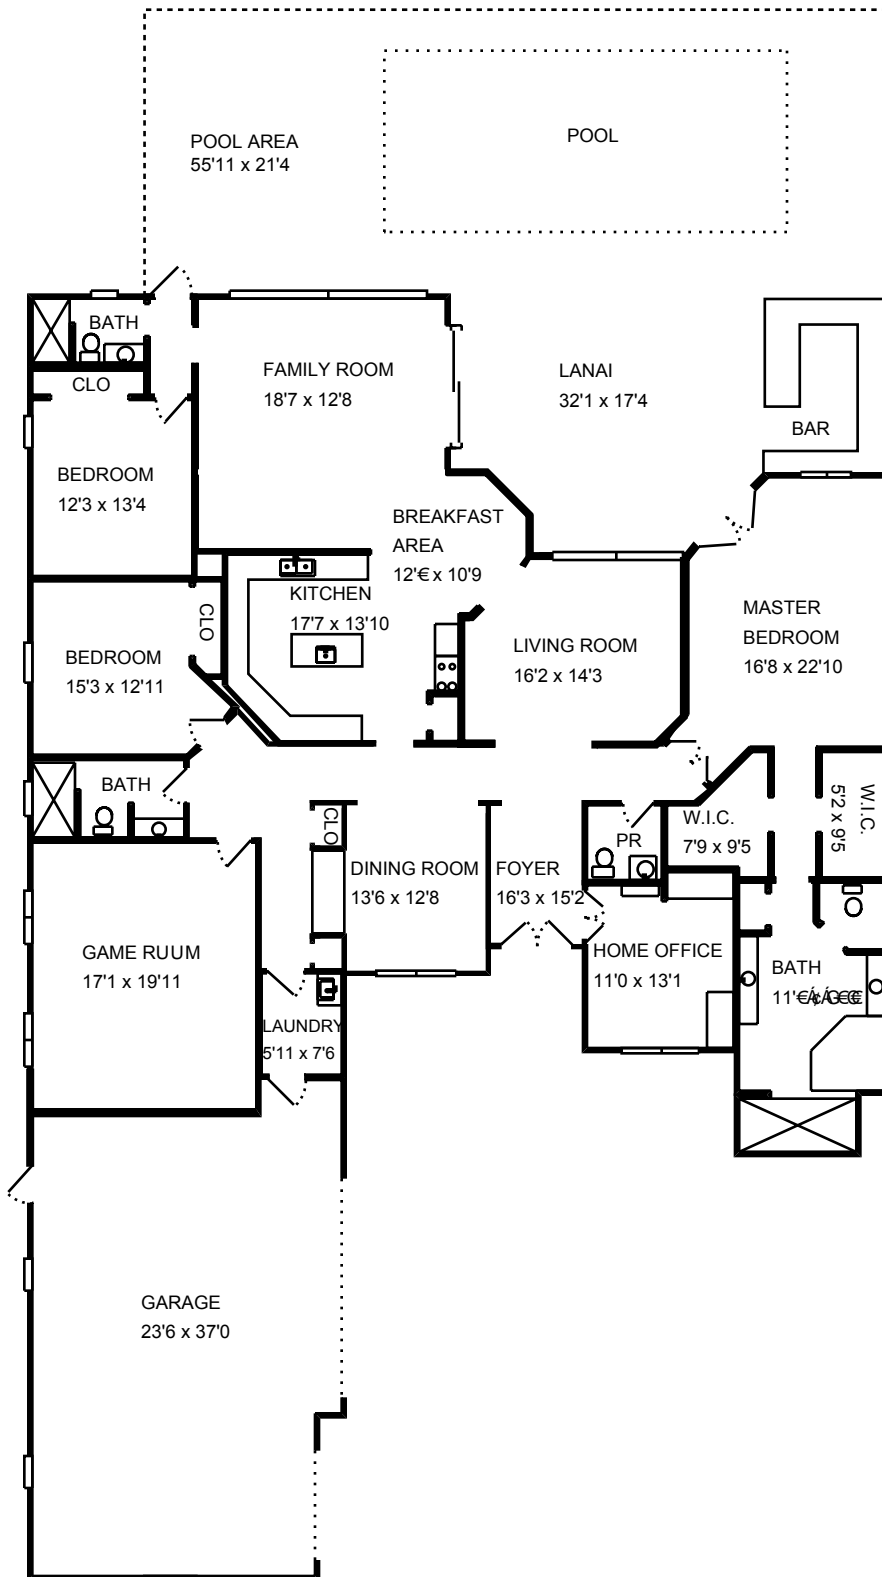 POOL AREA
55'11 x 21'4
POOL
BATH
CLO
FAMILY ROOM
18'7 x 12'8
LANAI
32'1 x 17'4
BAR
BEDROOM
12'3 x 13'4
BREAKFAST
AREA
12'€ x 10'9
KITCHEN
17'7 x 13'10
CLO
BEDROOM
15'3 x 12'11
LIVING ROOM
16'2 x 14'3
MASTER
BEDROOM
16'8 x 22'10
BATH
CLO
DINING ROOM
13'6 x 12'8
FOYER
16'3 x 15'2
PR
W.I.C.
7'9 x 9'5
W.I.C.
5'2 x 9'5
GAME RUUM
17'1 x 19'11
HOME OFFICE
11'0 x 13'1
BATH
11'
LAUNDRY
5'11 x 7'6
GARAGE
23'6 x 37'0